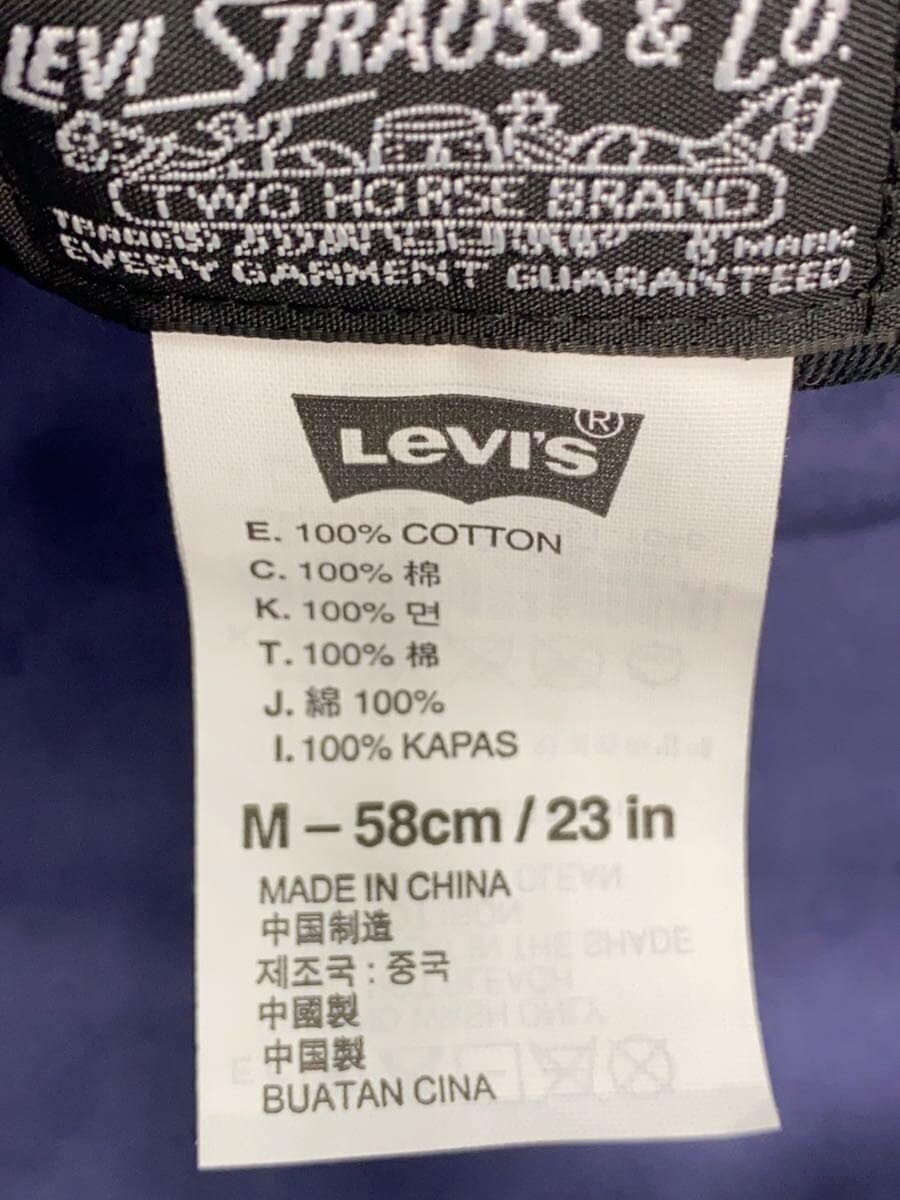 LEVI STRAUSS & CO.
TWO HORSE BRAND
TRADE MARK
EVERY GARMENT GUARANTEED
LEVI'S®
E. 100% COTTON
C. 100% 棉
K. 100% 면
T. 100% 棉
J. 綿 100%
I. 100% KAPAS
M – 58cm / 23 in
MADE IN CHINA
中国制造
제조국 : 중국
中國製
中国製
BUATAN CINA